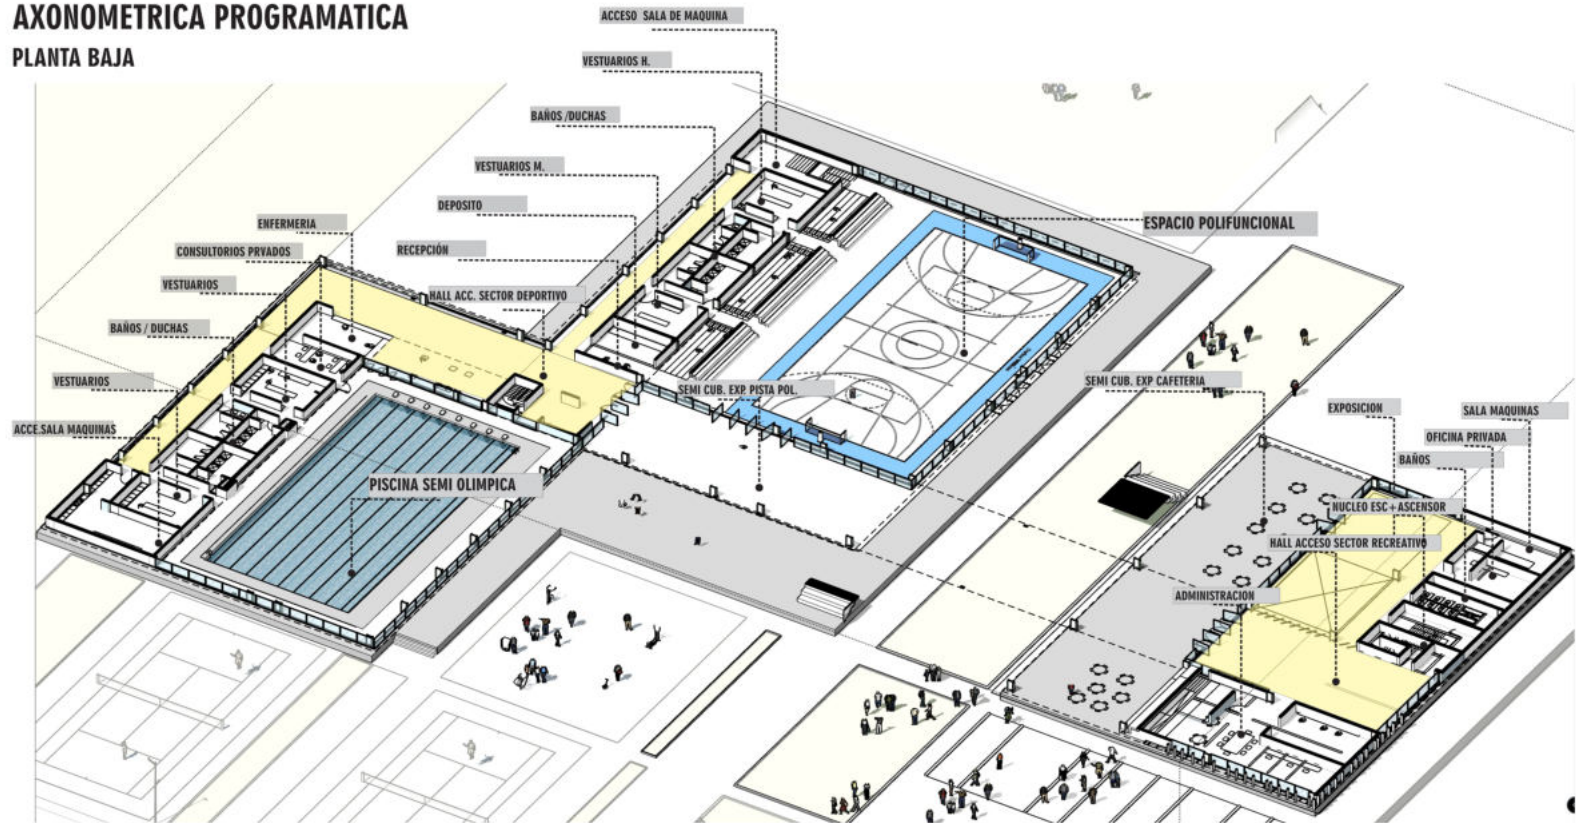 AXONOMETRICA PROGRAMATICA
PLANTA BAJA
ACCESO SALA DE MAQUINA
VESTUARIOS H.
BAÑOS /DUCHAS
VESTUARIOS M.
DEPOSITO
ENFERMERIA
RECEPCIÓN
CONSULTORIOS PRVADOS
VESTUARIOS
HALL ACC. SECTOR DEPORTIVO
BAÑOS / DUCHAS
VESTUARIOS
ACCE.SALA MAQUINAS
PISCINA SEMI OLIMPICA
ESPACIO POLIFUNCIONAL
SEMI CUB. EXP. PISTA POL.
SEMI CUB. EXP CAFETERIA
EXPOSICION
SALA MAQUINAS
OFICINA PRIVADA
BAÑOS
NUCLEO ESC+ASCENSOR
HALL ACCESO SECTOR RECREATIVO
ADMINISTRACION